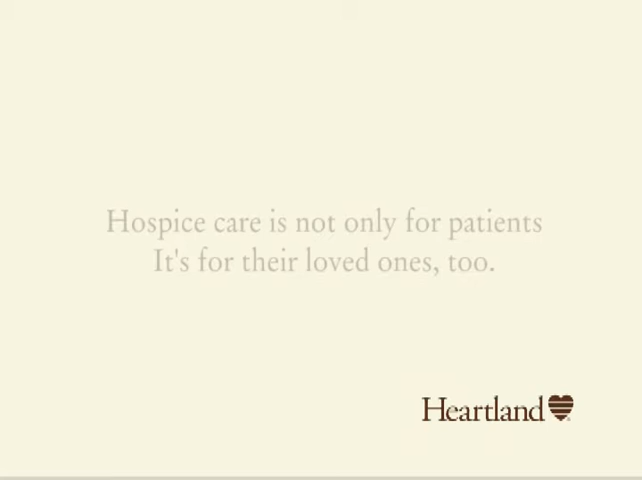 Hospice care is not only for patients
It's for their loved ones, too.
Heartland